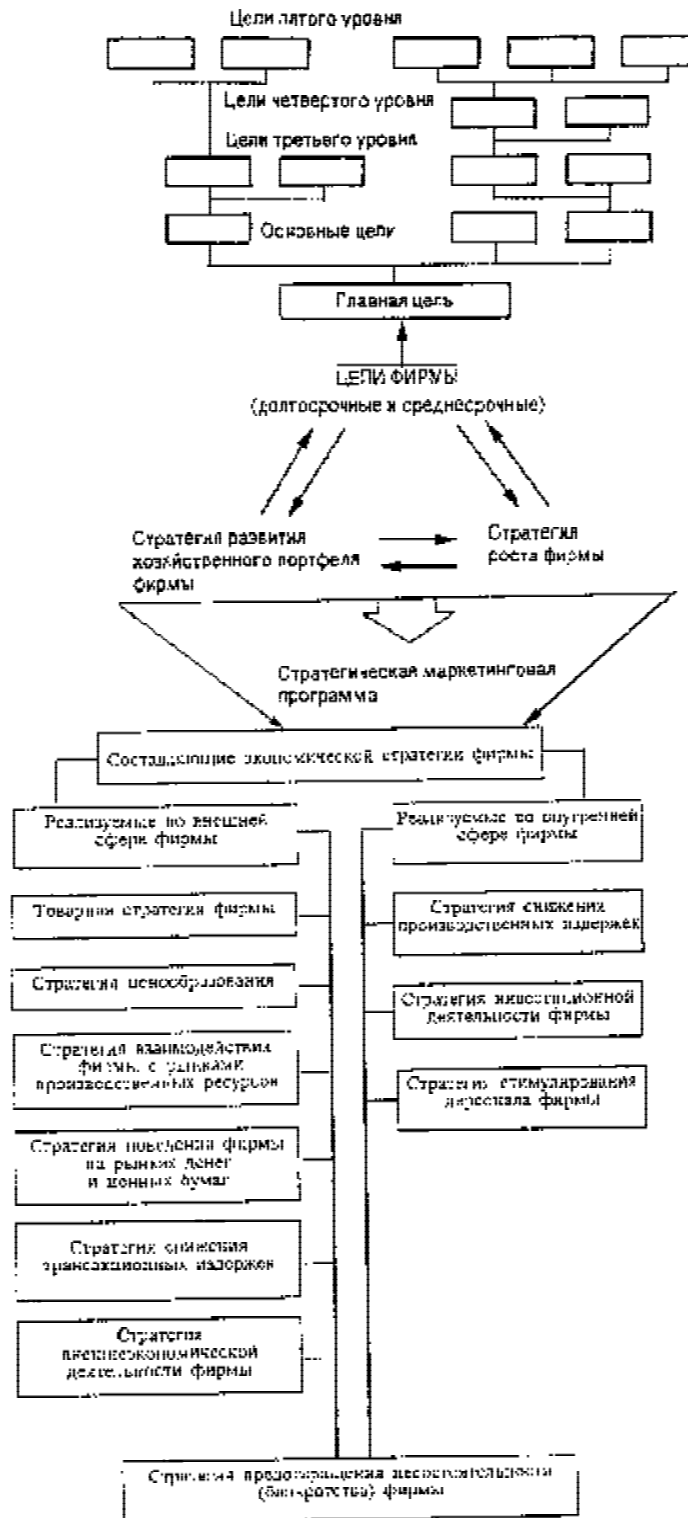 Цели пятого уровня
Цели четвертого уровня
Цели третьего уровня
Основные цели
Главная цель
ЦЕЛИ ФИРМЫ
(долгосрочные и среднесрочные)
Стратегия развития
хозяйственного портфеля
фирмы
Стратегия
роста фирмы
Стратегическая маркетинговая
программа
Составляющие экономической стратегии фирмы
Реализуемые во внешней
сфере фирмы
Реализуемые во внутренней
сфере фирмы
Товарная стратегия фирмы
Стратегия ценообразования
Стратегия взаимодействия
фирмы с рынками
производственных ресурсов
Стратегия поведения фирмы
на рынках денег
и ценных бумаг
Стратегия снижения
трансакционных издержек
Стратегия
внешнеэкономической
деятельности фирмы
Стратегия снижения
производственных издержек
Стратегия инвестиционной
деятельности фирмы
Стратегия стимулирования
персонала фирмы
Стратегия предотвращения несостоятельности
(банкротства) фирмы